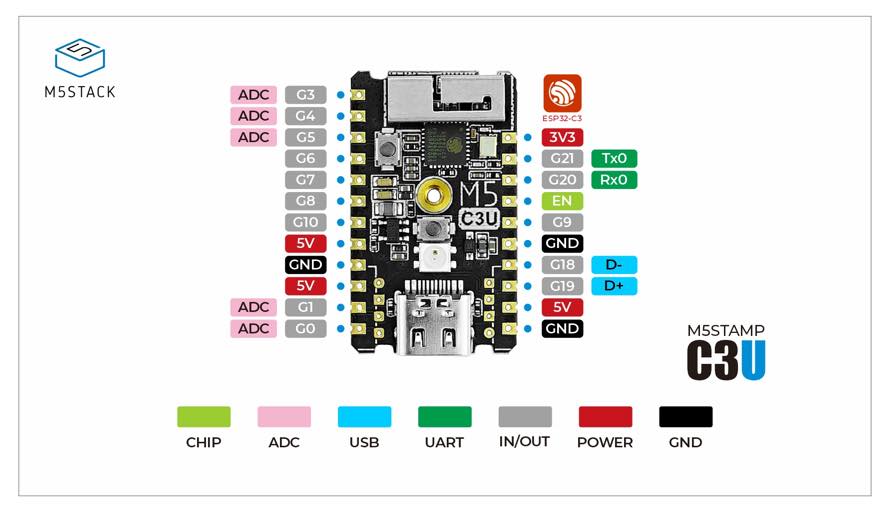 M5STACK
ADC G3
ADC G4
ADC G5
G6
G7
G8
G10
5V
GND
5V
ADC G1
ADC G0
M5
C3U
ESP32-C3
3V3
G21 Tx0
G20 Rx0
EN
G9
GND
G18 D-
G19 D+
5V
GND
M5STAMP
C3U
CHIP ADC USB UART IN/OUT POWER GND